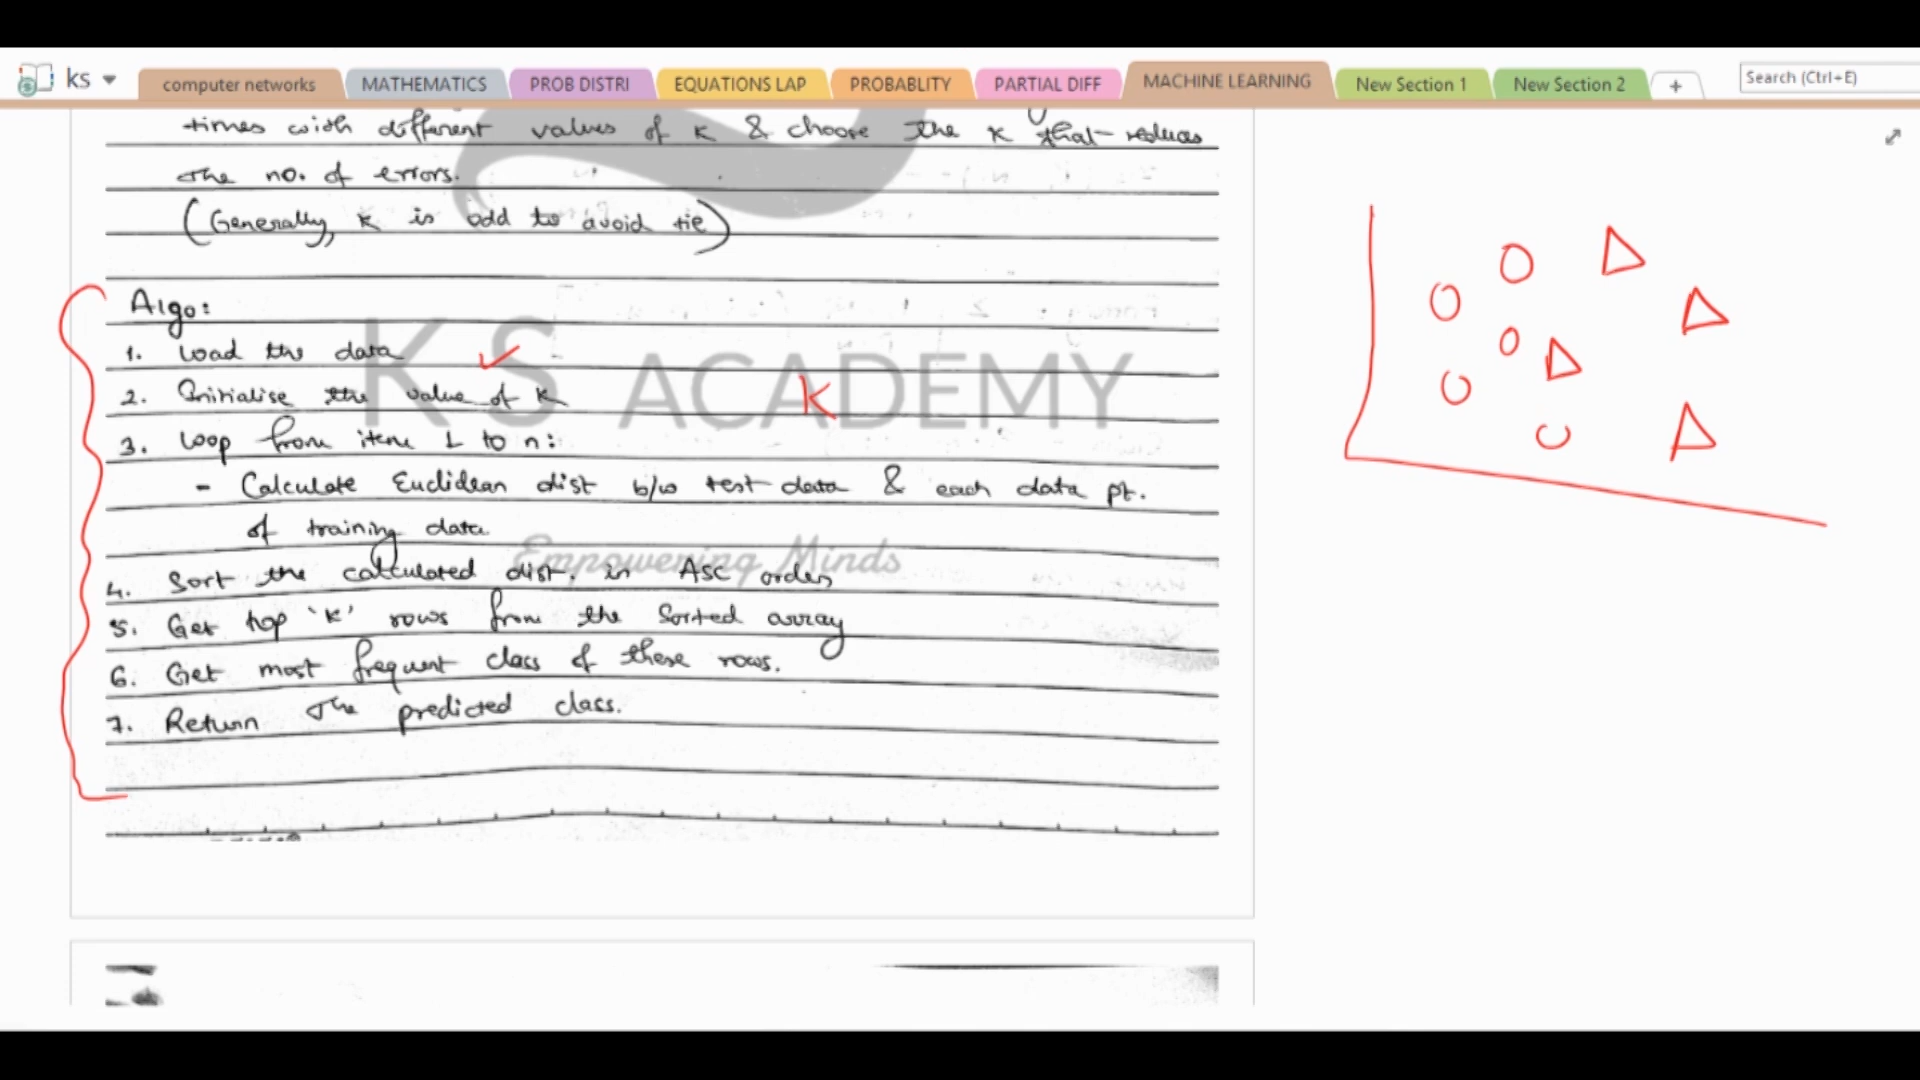 ks
computer networks
MATHEMATICS
PROB DISTRI
EQUATIONS LAP
PROBABLITY
PARTIAL DIFF
MACHINE LEARNING
New Section 1
New Section 2
+
Search (Ctrl+E)
times with different values of K & choose the K that reduces
the no. of errors.
(Generally, K is odd to avoid tie)
Algo:
1. Load the data
2. Initialise the value of K
K
3. Loop from item 1 to n:
- Calculate Euclidean dist b/w test data & each data pt.
of training data
4. Sort the calculated dist. in Asc order
5. Get top 'K' rows from the sorted array
6. Get most frequent class of these rows.
7. Return the predicted class.
KS ACADEMY
Empowering Minds